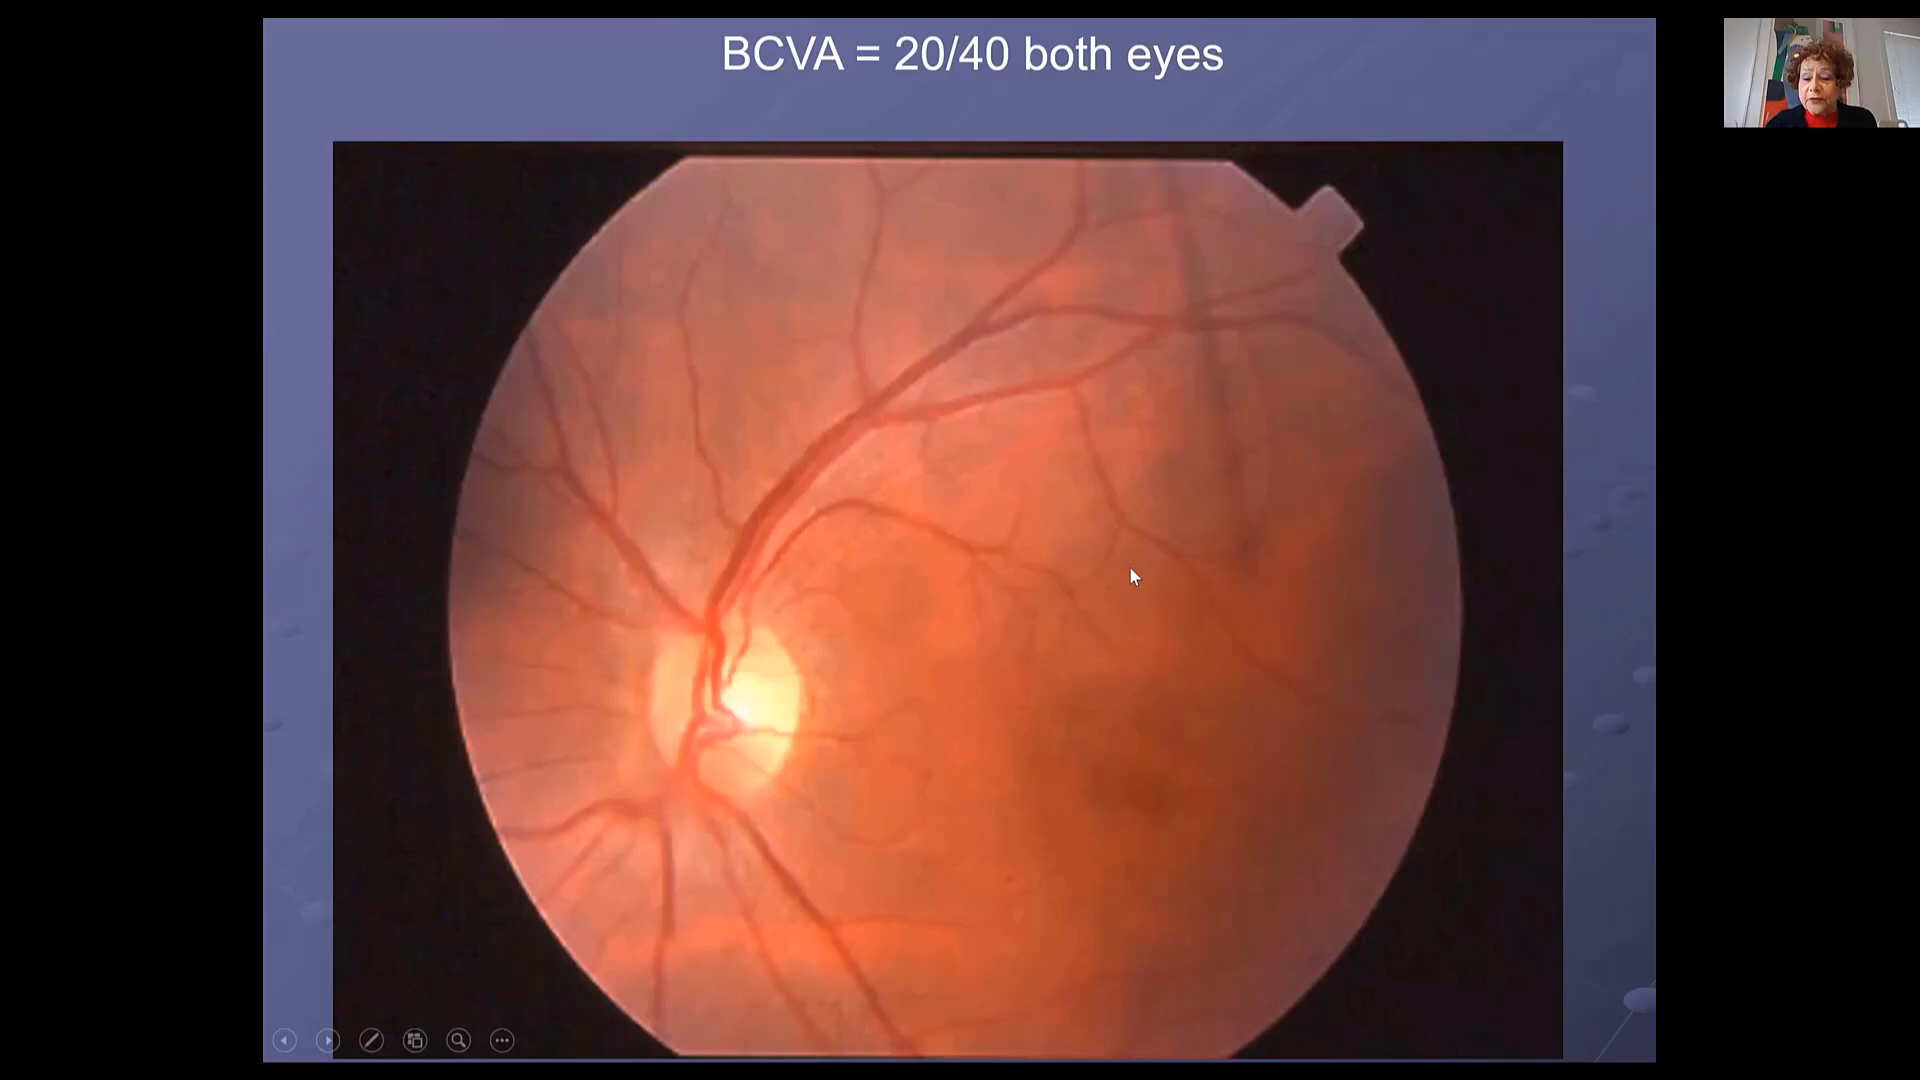 BCVA = 20/40 both eyes